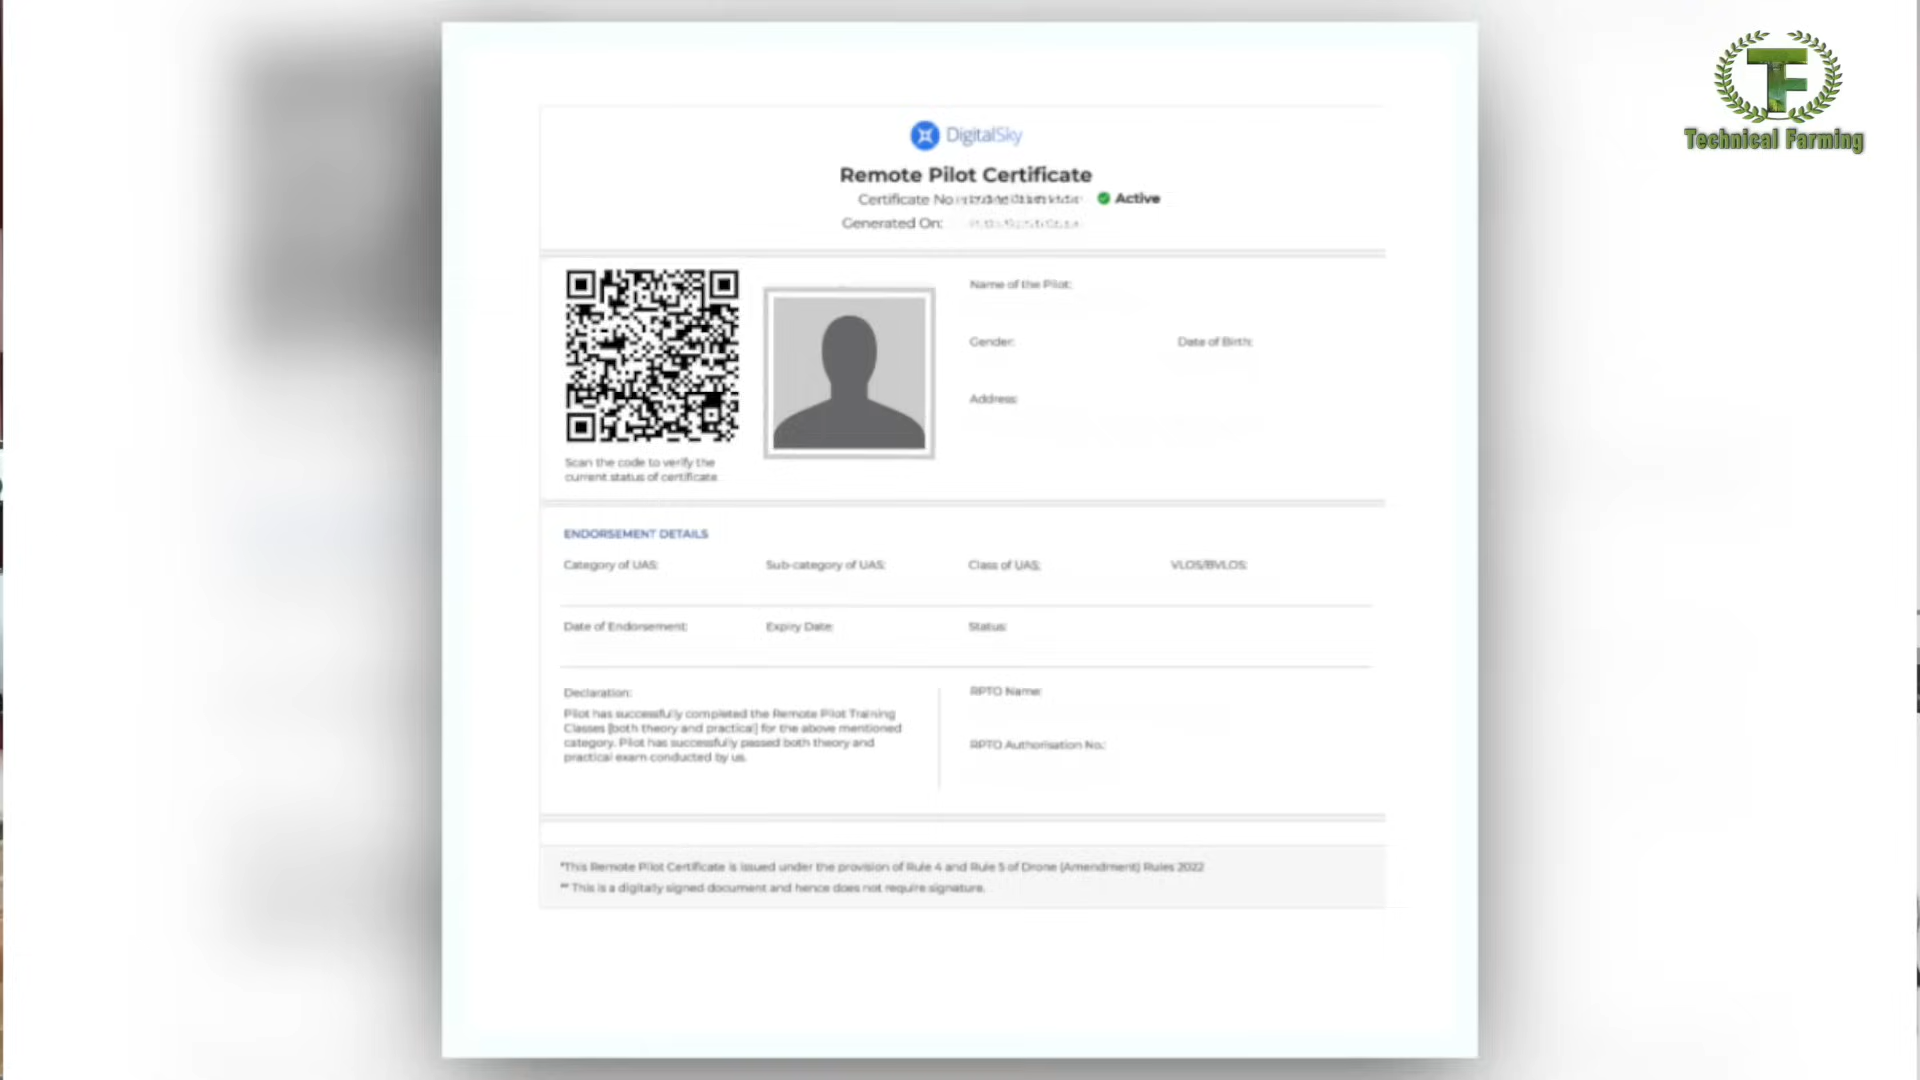 TF
Technical Farming
DigitalSky
Remote Pilot Certificate
Certificate No
Active
Generated On:
Name of the Pilot:
Gender:
Date of Birth:
Address:
Scan the code to verify the
current status of certificate
ENDORSEMENT DETAILS
Category of UAS:
Sub-category of UAS:
Class of UAS:
VLOS/BVLOS:
Date of Endorsement:
Expiry Date:
Status:
Declaration:
Pilot has successfully completed the Remote Pilot Training
Classes [both theory and practical] for the above mentioned
category. Pilot has successfully passed both theory and
practical exam conducted by us.
RPTO Name:
RPTO Authorisation No.:
*This Remote Pilot Certificate is issued under the provision of Rule 4 and Rule 5 of Drone (Amendment) Rules 2022
** This is a digitally signed document and hence does not require signature.